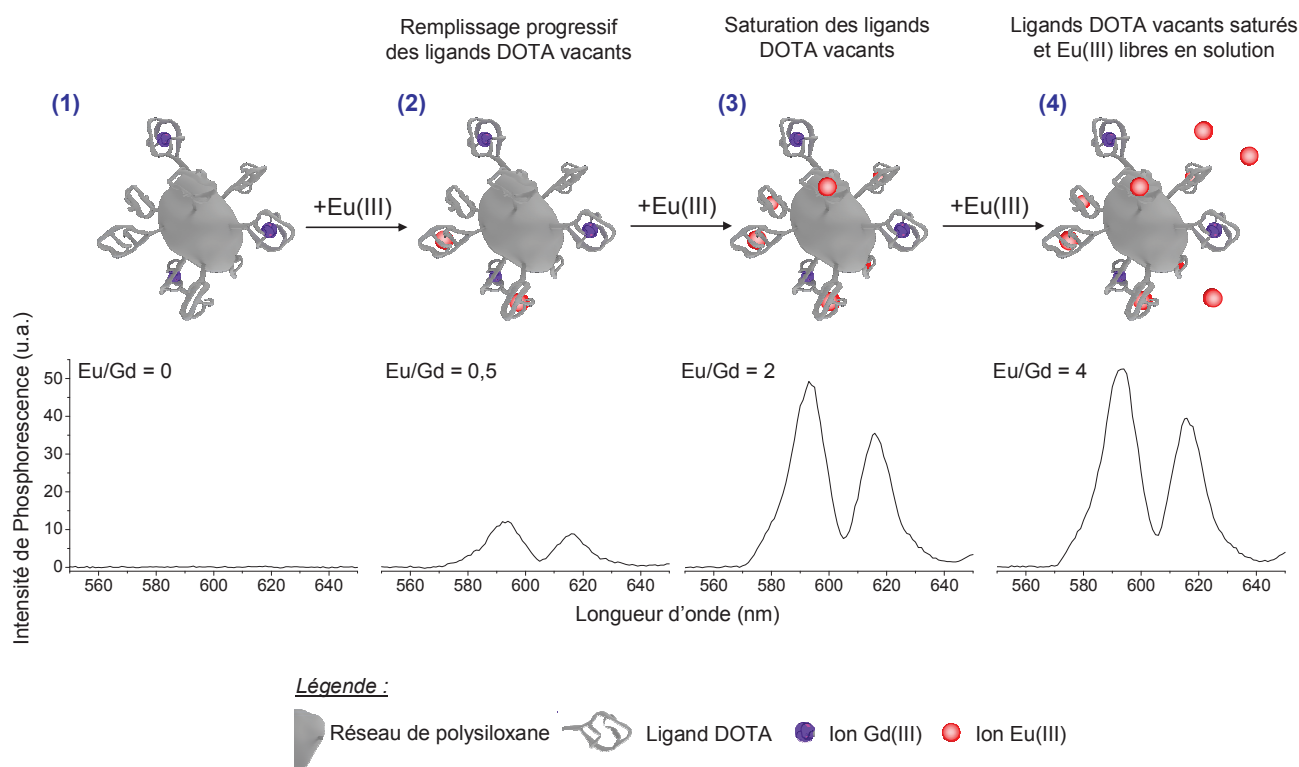 Remplissage progressif
des ligands DOTA vacants
Saturation des ligands
DOTA vacants
Ligands DOTA vacants saturés
et Eu(III) libres en solution
(1)
(2)
(3)
(4)
+Eu(III)
+Eu(III)
+Eu(III)
Intensité de Phosphorescence (u.a.)
50
40
30
20
10
0
Eu/Gd = 0
Eu/Gd = 0,5
Eu/Gd = 2
Eu/Gd = 4
560 580 600 620 640
560 580 600 620 640
560 580 600 620 640
560 580 600 620 640
Longueur d'onde (nm)
Légende :
Réseau de polysiloxane
Ligand DOTA
Ion Gd(III)
Ion Eu(III)